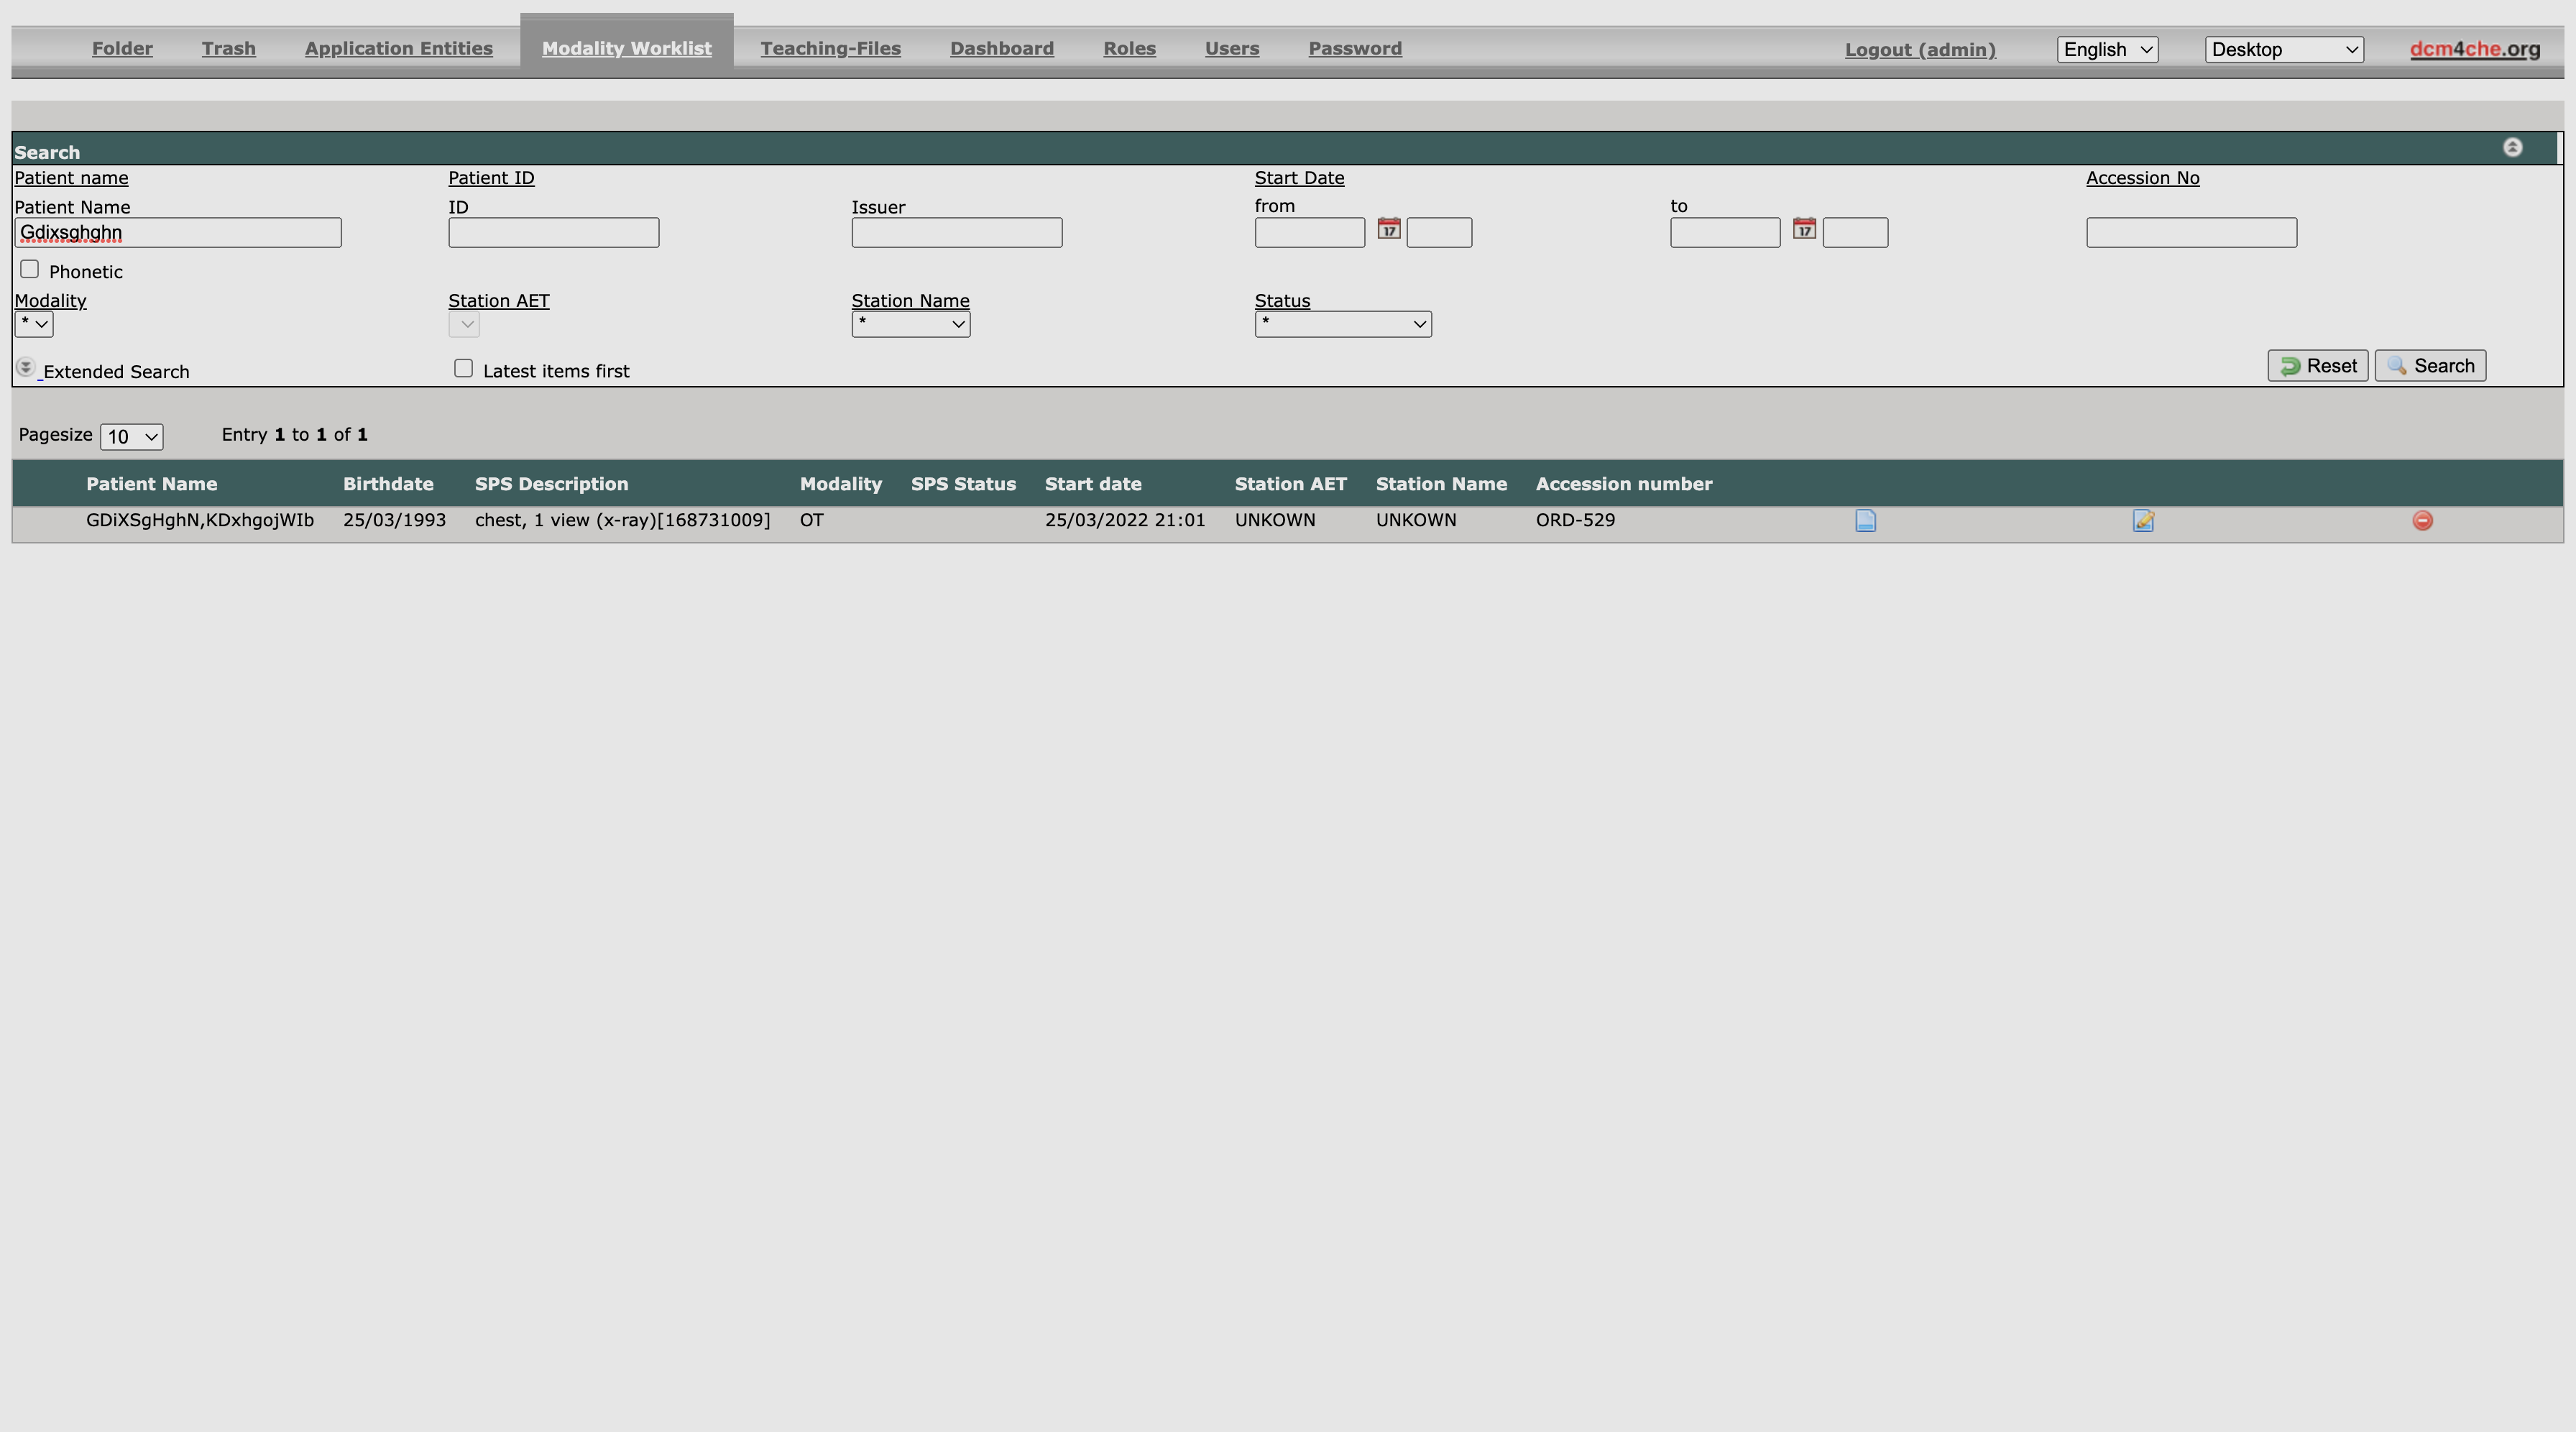 Folder Trash Application Entities Modality Worklist Teaching-Files Dashboard Roles Users Password Logout (admin) English Desktop dcm4che.org
Search
Patient name Patient ID Start Date Accession No
Patient Name ID Issuer from to
Gdixsghghn 17 17
Phonetic
Modality Station AET Station Name Status
* * *
Extended Search Latest items first Reset Search
Pagesize 10 Entry 1 to 1 of 1
Patient Name Birthdate SPS Description Modality SPS Status Start date Station AET Station Name Accession number
GDiXSgHghN,KDxhgojWIb 25/03/1993 chest, 1 view (x-ray)[168731009] OT 25/03/2022 21:01 UNKOWN UNKOWN ORD-529